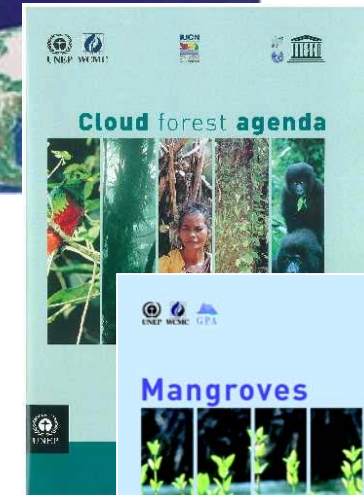 UNEP WCMC
IUCN
Cloud forest agenda
UNEP WCMC GPA
Mangroves
UNEP